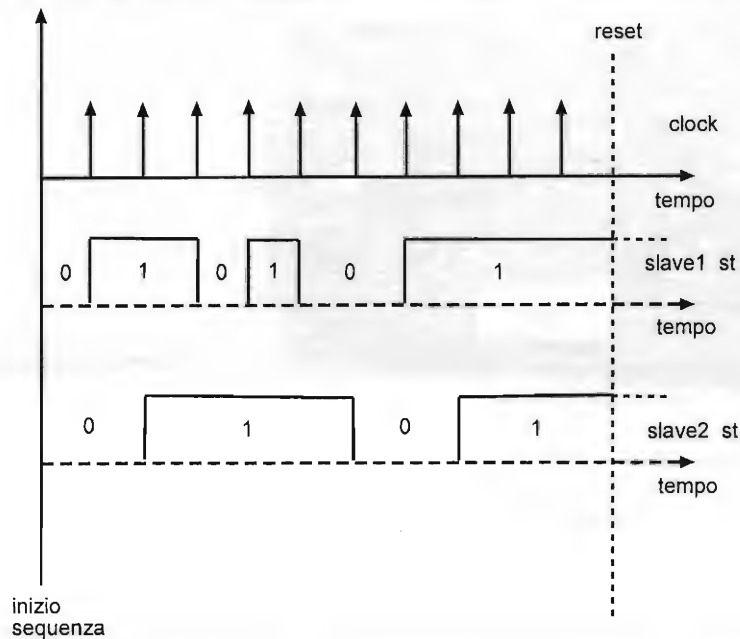 reset
clock
tempo
0 1 0 1 0 1
slave1 st
tempo
0 1 0 1
slave2 st
tempo
inizio
sequenza